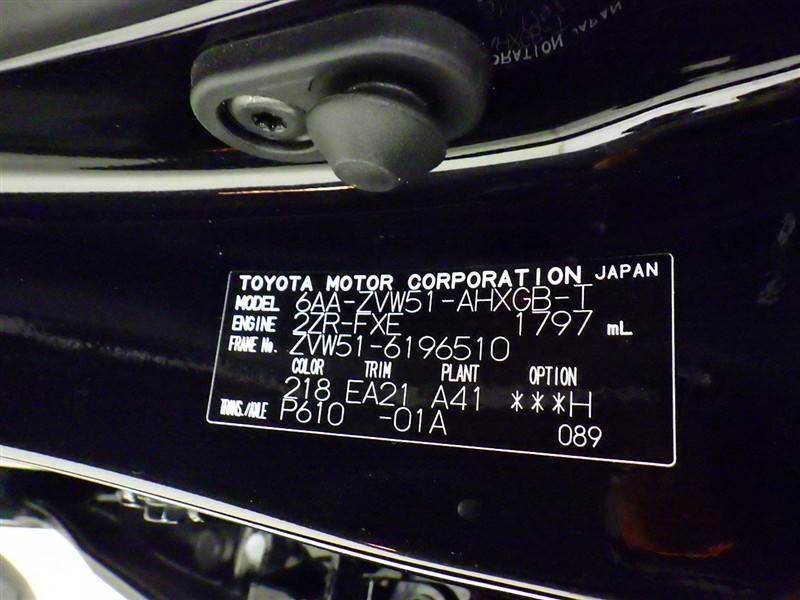 TOYOTA MOTOR CORPORATION JAPAN
MODEL 6AA-ZVW51-AHXGB-T
ENGINE 2ZR-FXE 1797 mL
FRAME No. ZVW51-6196510
COLOR TRIM PLANT OPTION
218 EA21 A41 ***H
TRANS./AXLE P610 -01A 089